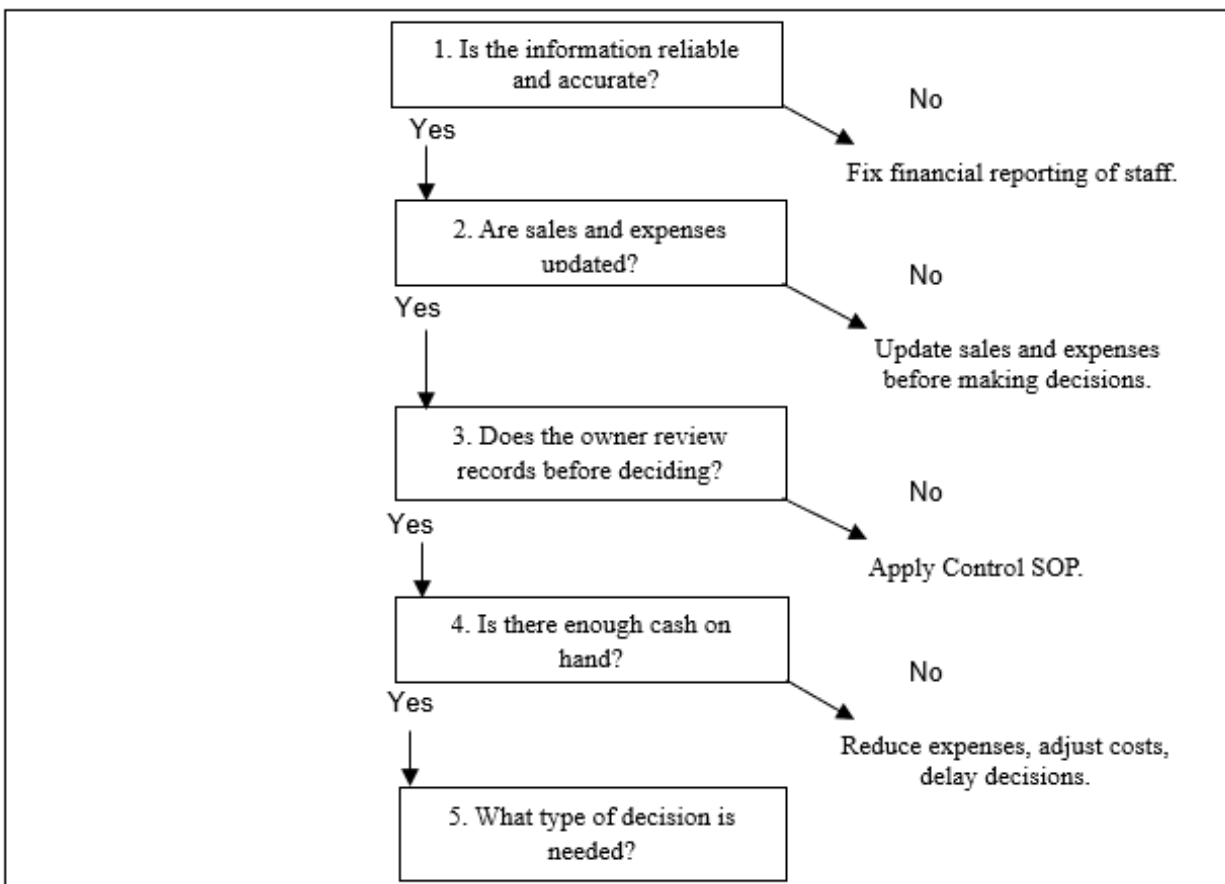 1. Is the information reliable
and accurate?
No
Yes
Fix financial reporting of staff.
2. Are sales and expenses
updated?
No
Yes
Update sales and expenses
before making decisions.
3. Does the owner review
records before deciding?
No
Yes
Apply Control SOP.
4. Is there enough cash on
hand?
No
Yes
Reduce expenses, adjust costs,
delay decisions.
5. What type of decision is
needed?